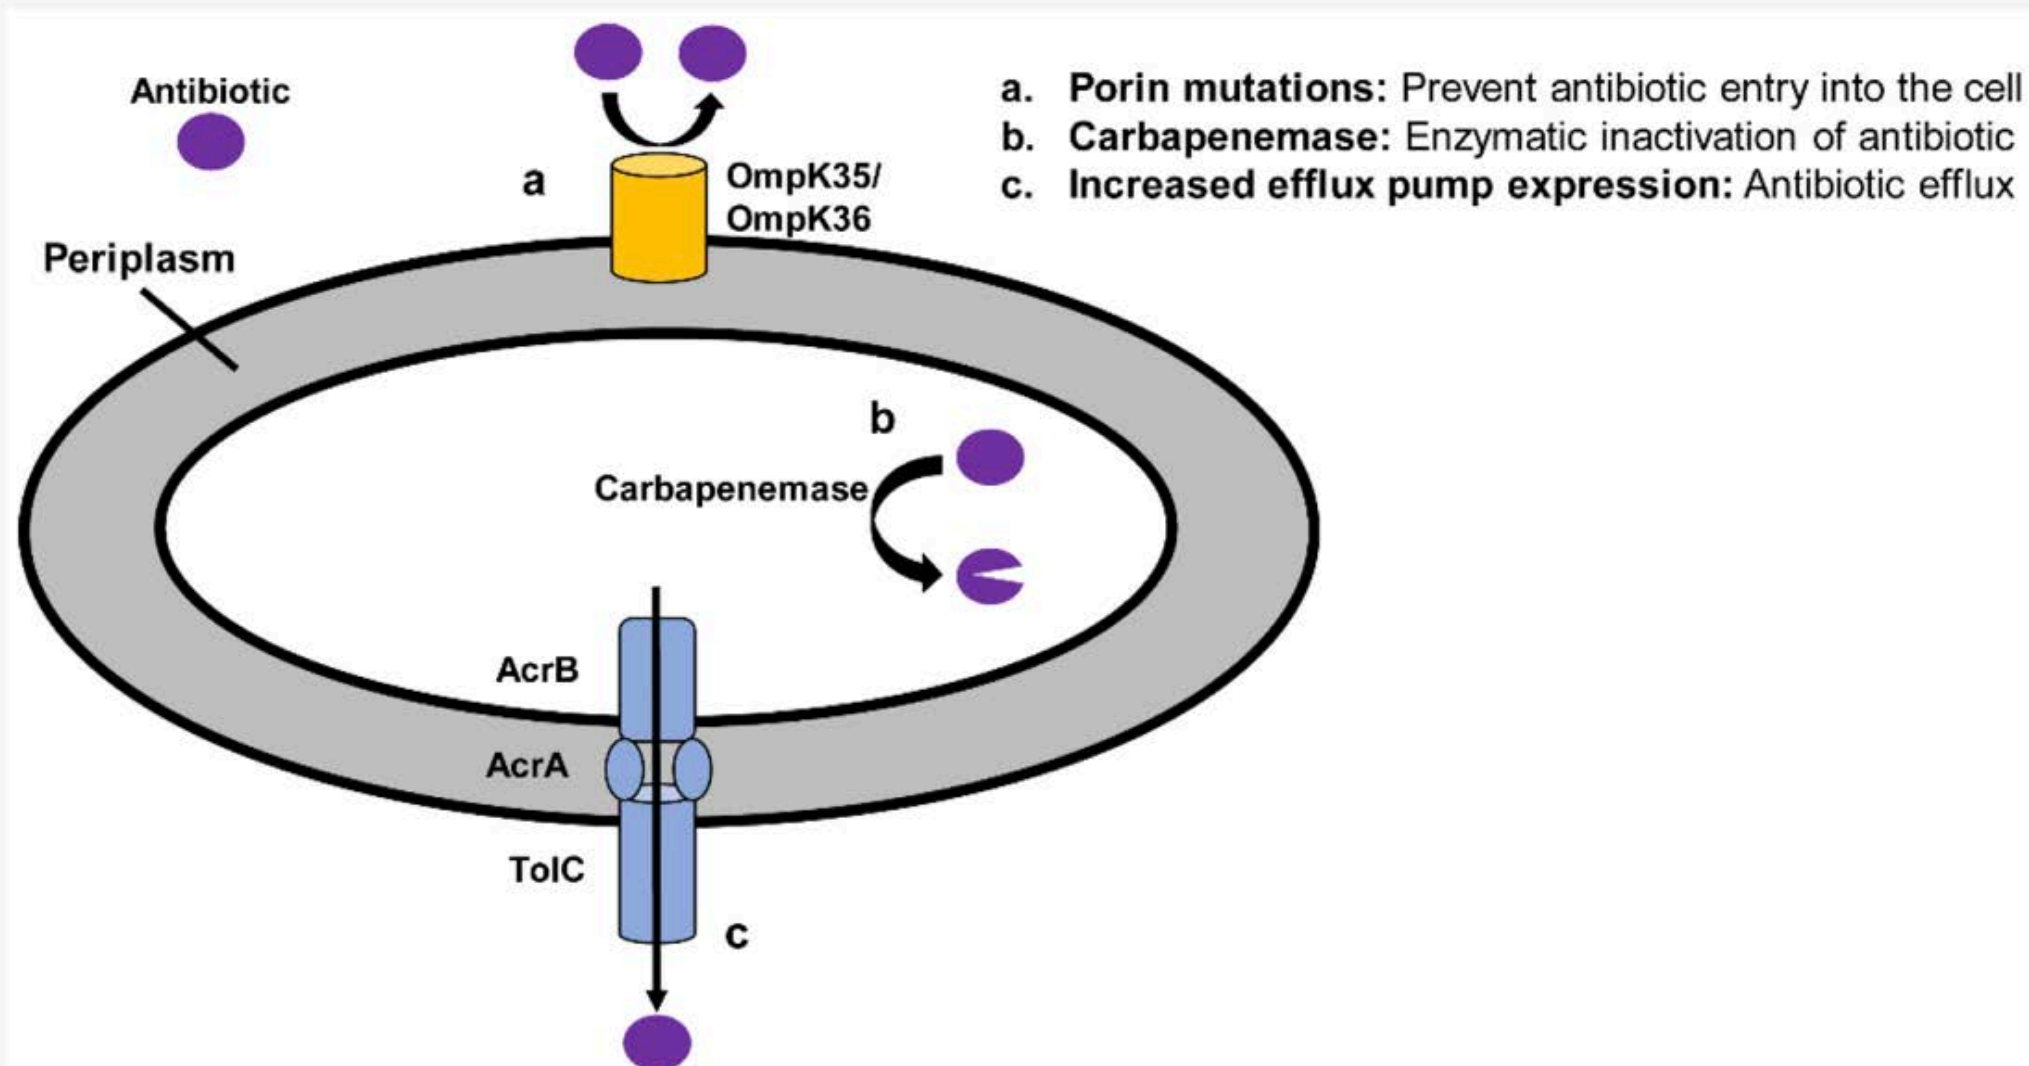 Antibiotic
a. Porin mutations: Prevent antibiotic entry into the cell
b. Carbapenemase: Enzymatic inactivation of antibiotic
c. Increased efflux pump expression: Antibiotic efflux
a
OmpK35/
OmpK36
Periplasm
b
Carbapenemase
AcrB
AcrA
TolC
c